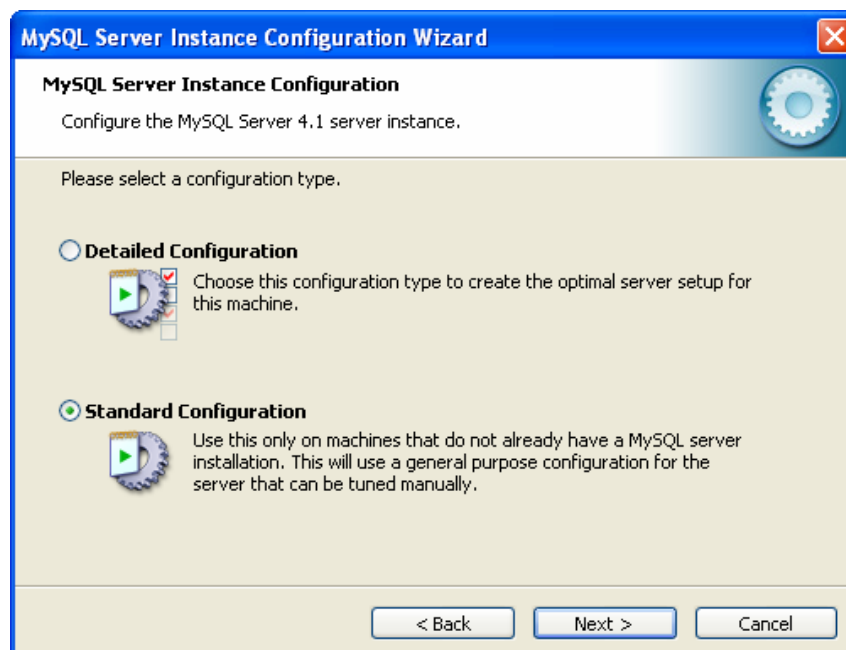 MySQL Server Instance Configuration Wizard
MySQL Server Instance Configuration
Configure the MySQL Server 4.1 server instance.
Please select a configuration type.
Detailed Configuration
Choose this configuration type to create the optimal server setup for
this machine.
Standard Configuration
Use this only on machines that do not already have a MySQL server
installation. This will use a general purpose configuration for the
server that can be tuned manually.
< Back
Next >
Cancel